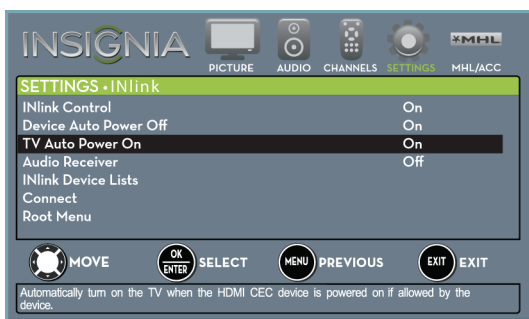 INSIGNIA
PICTURE AUDIO CHANNELS SETTINGS MHL/ACC
MHL
SETTINGS • INlink
INlink Control On
Device Auto Power Off On
TV Auto Power On On
Audio Receiver Off
INlink Device Lists
Connect
Root Menu
MOVE OK ENTER SELECT MENU PREVIOUS EXIT EXIT
Automatically turn on the TV when the HDMI CEC device is powered on if allowed by the
device.